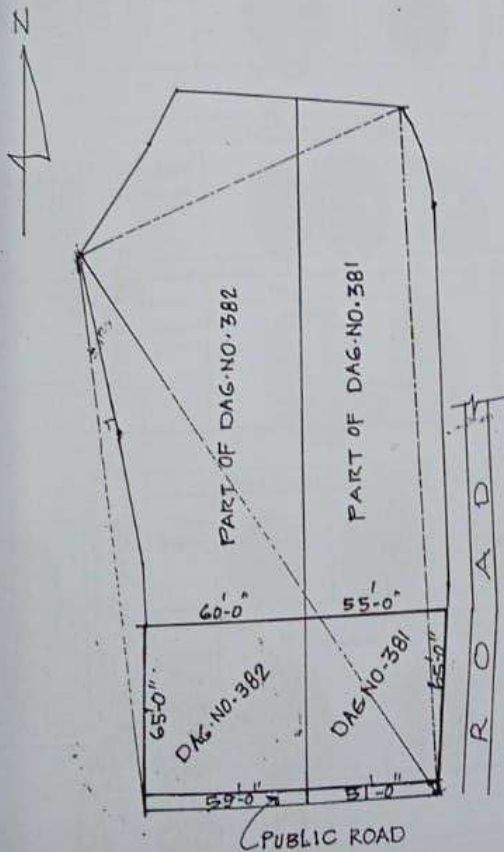 N
PART OF DAG.NO.382
PART OF DAG.NO.381
60'-0"
55'-0"
65'-0"
DAG.NO.382
DAG.NO.381
65'-0"
59'-0"
51'-0"
ROAD
PUBLIC ROAD